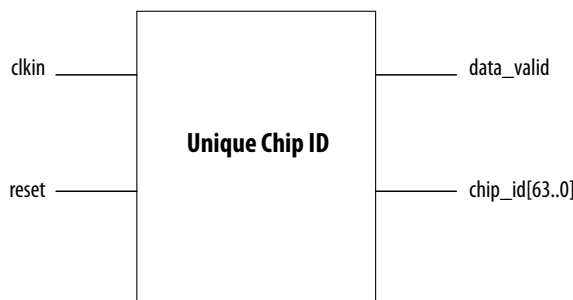 clkin
data_valid
Unique Chip ID
reset
chip_id[63..0]